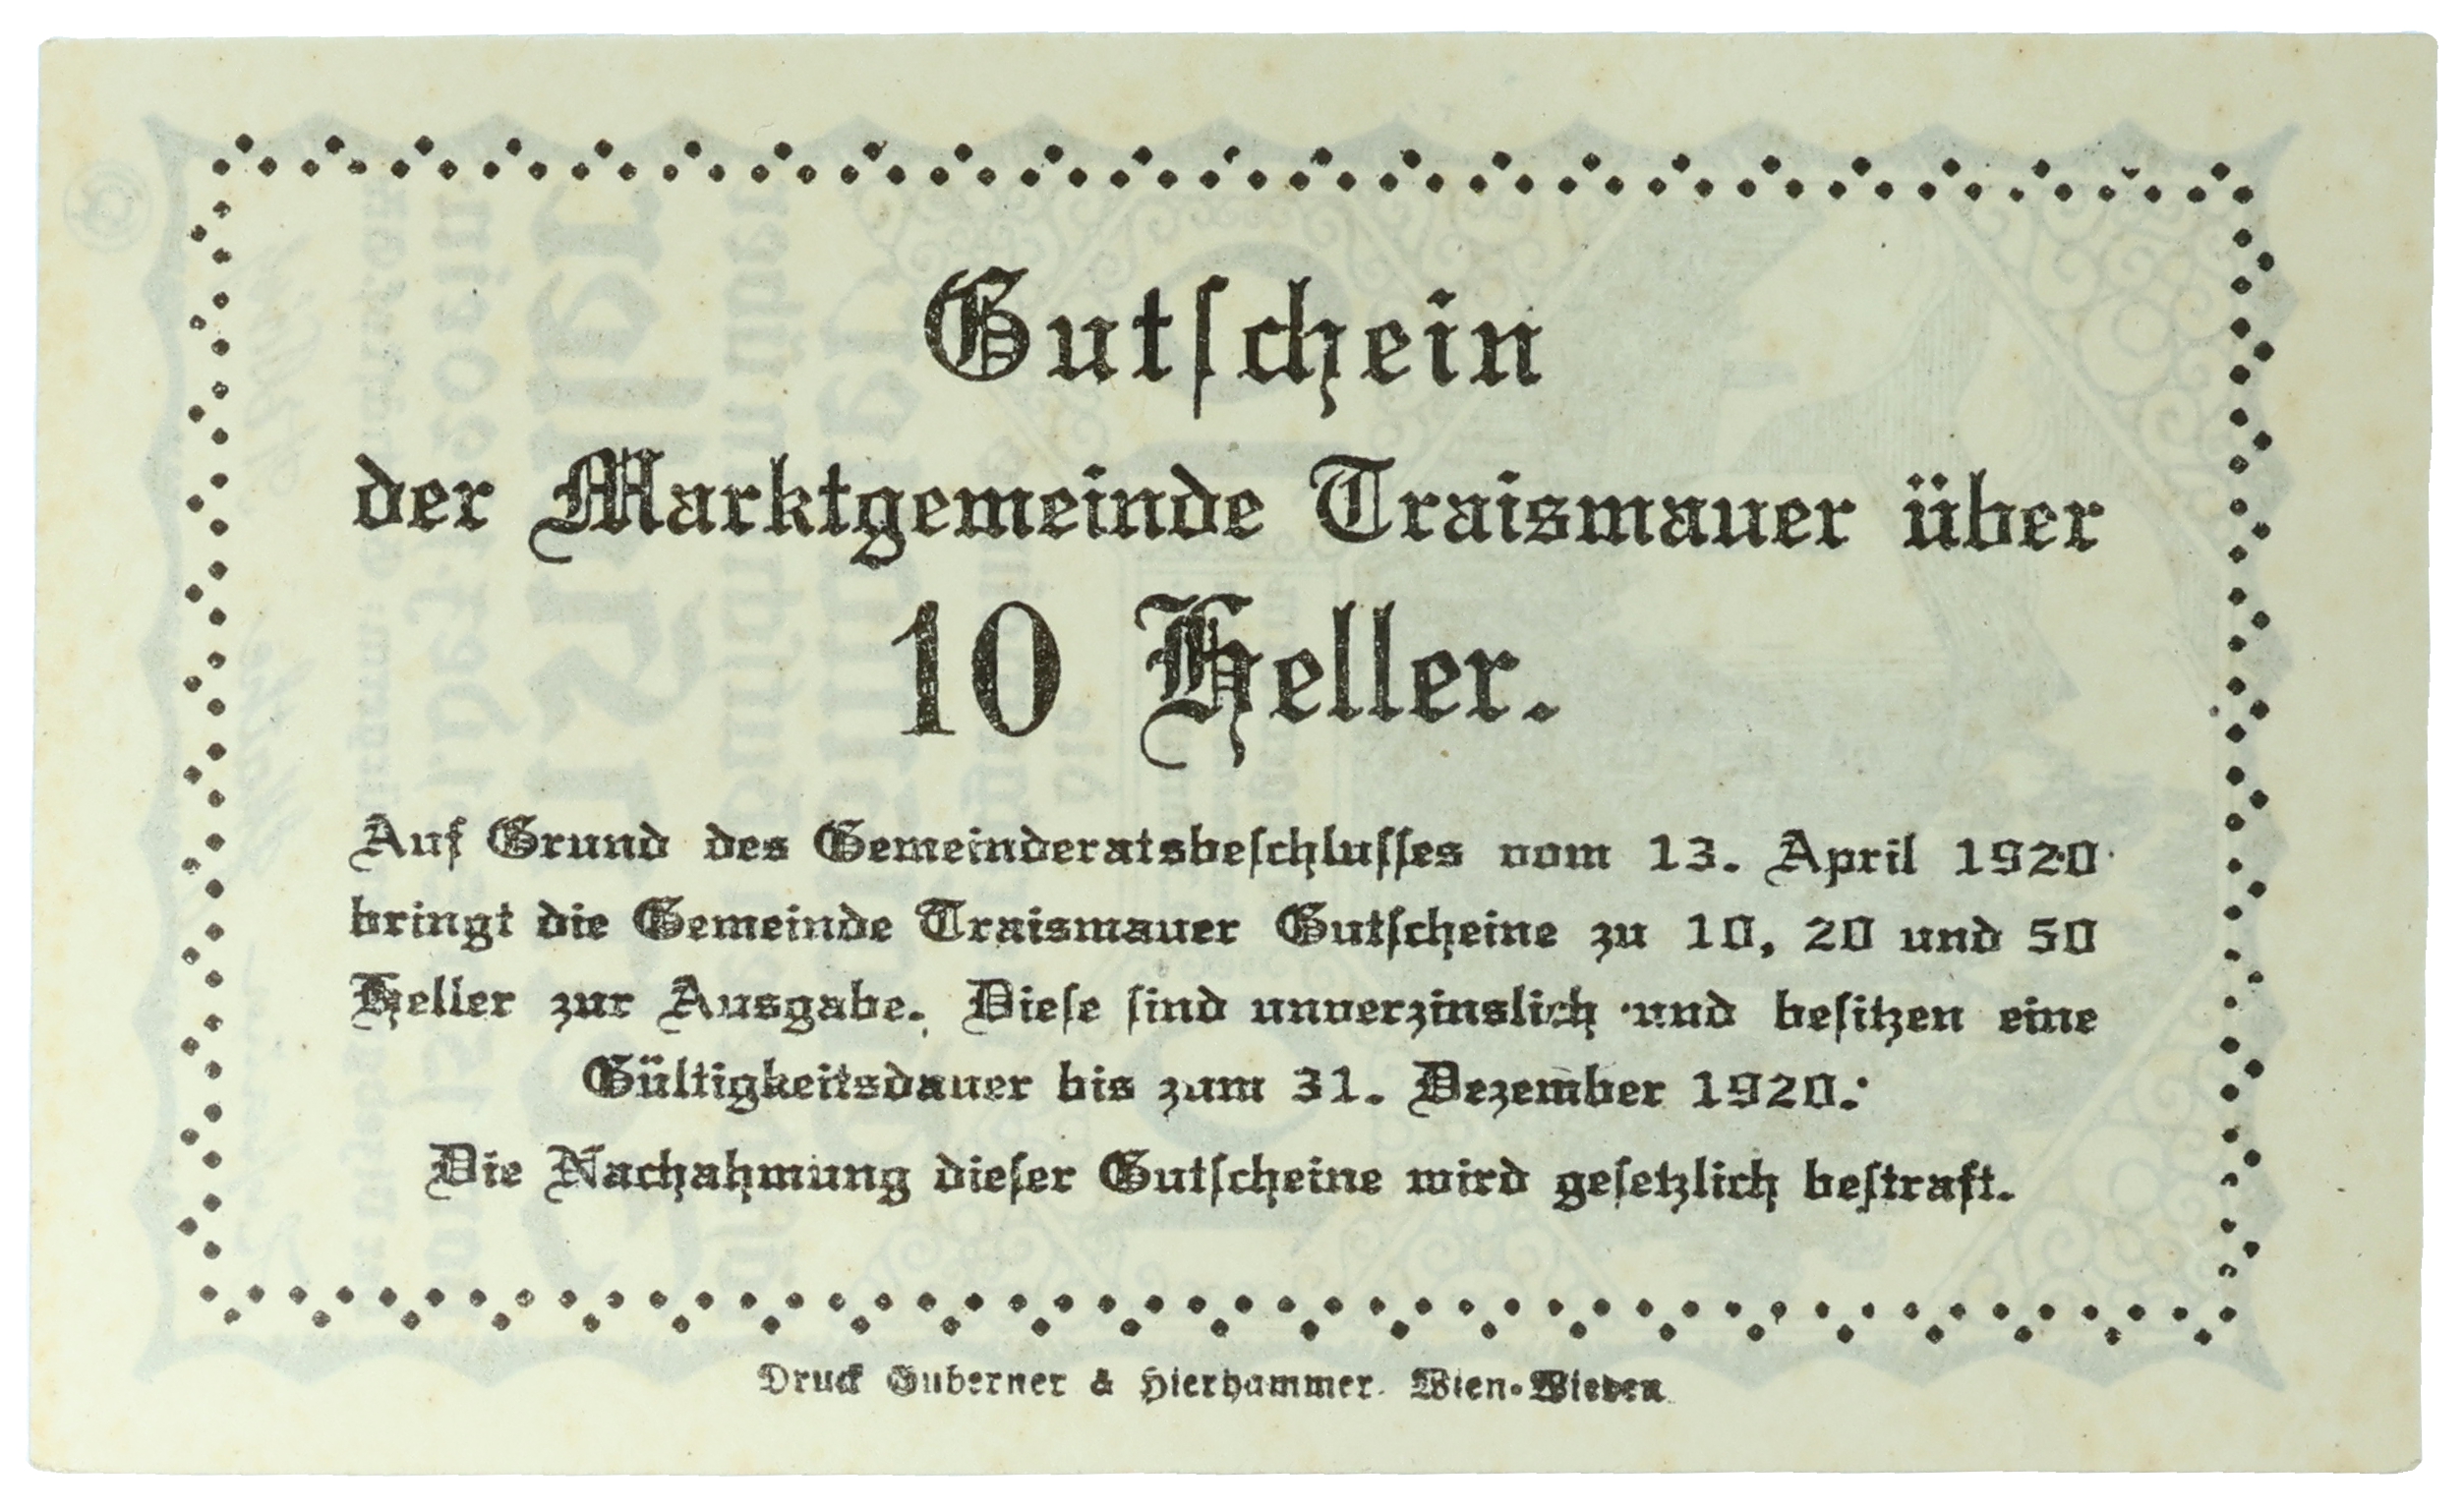 Gutschein
der Marktgemeinde Traismauer über
10 Heller.
Auf Grund des Gemeinderatsbeschlusses vom 13. April 1920
bringt die Gemeinde Traismauer Gutscheine zu 10, 20 und 50
Heller zur Ausgabe. Diese sind unverzinslich und besitzen eine
Gültigkeitsdauer bis zum 31. Dezember 1920.
Die Nachahmung dieser Gutscheine wird gesetzlich bestraft.
Druck Guberner & Hierhammer. Wien-Wieden